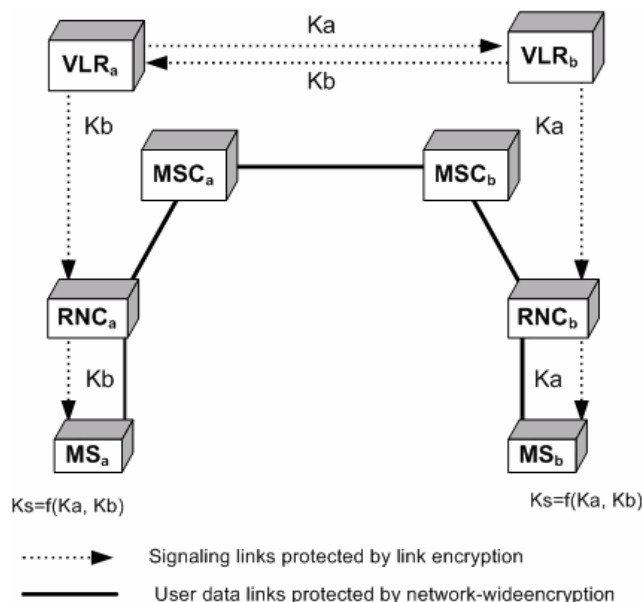 Ka
VLRa
VLRb
Kb
Kb
Ka
MSCa
MSCb
RNCa
RNCb
Kb
Ka
MSa
MSb
Ks=f(Ka, Kb)
Ks=f(Ka, Kb)
Signaling links protected by link encryption
User data links protected by network-wideencryption